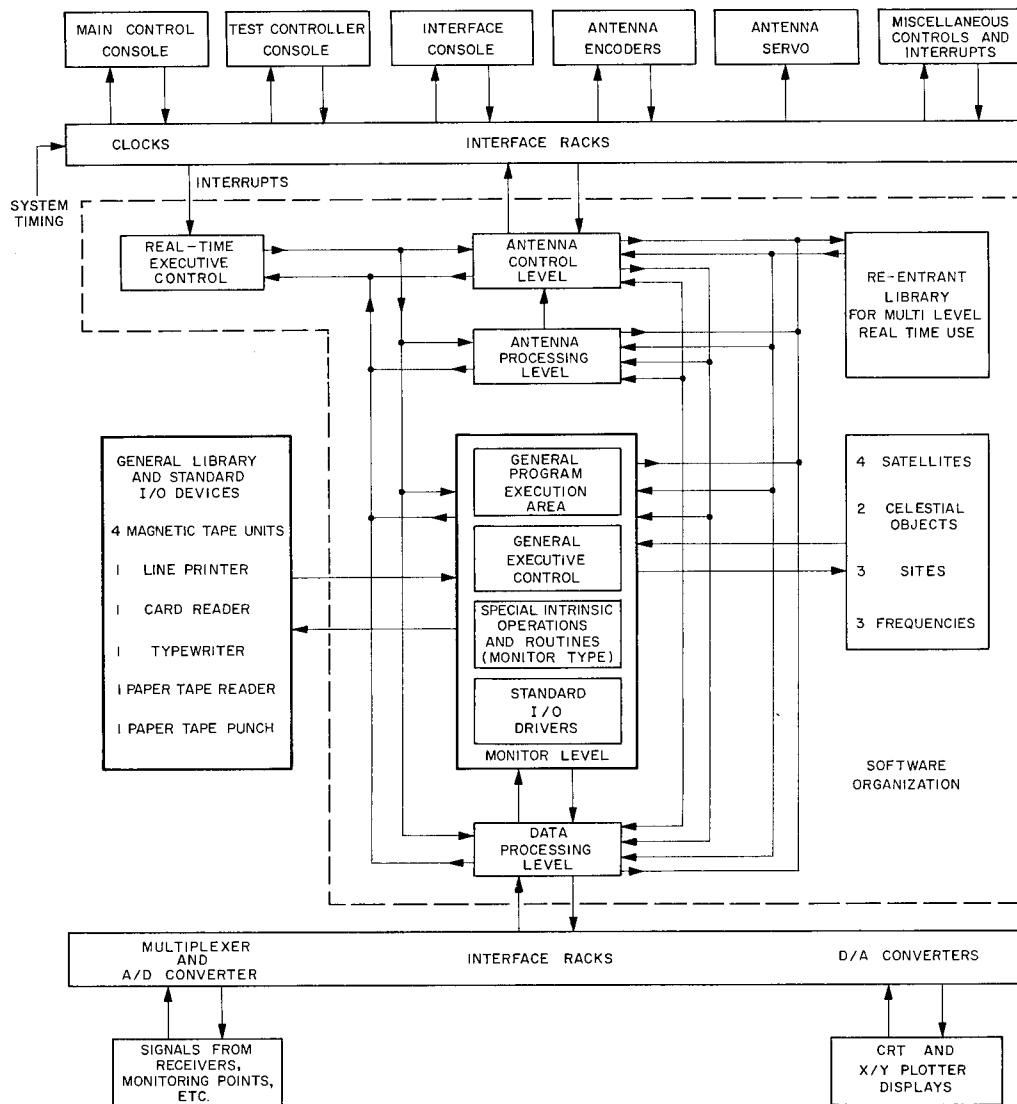 MAIN CONTROL
CONSOLE
TEST CONTROLLER
CONSOLE
INTERFACE
CONSOLE
ANTENNA
ENCODERS
ANTENNA
SERVO
MISCELLANEOUS
CONTROLS AND
INTERRUPTS
CLOCKS
INTERFACE RACKS
SYSTEM
TIMING
INTERRUPTS
REAL-TIME
EXECUTIVE
CONTROL
ANTENNA
CONTROL
LEVEL
RE-ENTRANT
LIBRARY
FOR MULTI LEVEL
REAL TIME USE
ANTENNA
PROCESSING
LEVEL
GENERAL LIBRARY
AND STANDARD
I/O DEVICES
4 MAGNETIC TAPE UNITS
1 LINE PRINTER
1 CARD READER
1 TYPEWRITER
1 PAPER TAPE READER
1 PAPER TAPE PUNCH
GENERAL
PROGRAM
EXECUTION
AREA
GENERAL
EXECUTIVE
CONTROL
SPECIAL INTRINSIC
OPERATIONS
AND ROUTINES
(MONITOR TYPE)
STANDARD
I/O
DRIVERS
MONITOR LEVEL
4 SATELLITES
2 CELESTIAL
OBJECTS
3 SITES
3 FREQUENCIES
SOFTWARE
ORGANIZATION
DATA
PROCESSING
LEVEL
MULTIPLEXER
AND
A/D CONVERTER
INTERFACE RACKS
D/A CONVERTERS
SIGNALS FROM
RECEIVERS,
MONITORING POINTS,
ETC.
CRT AND
X/Y PLOTTER
DISPLAYS